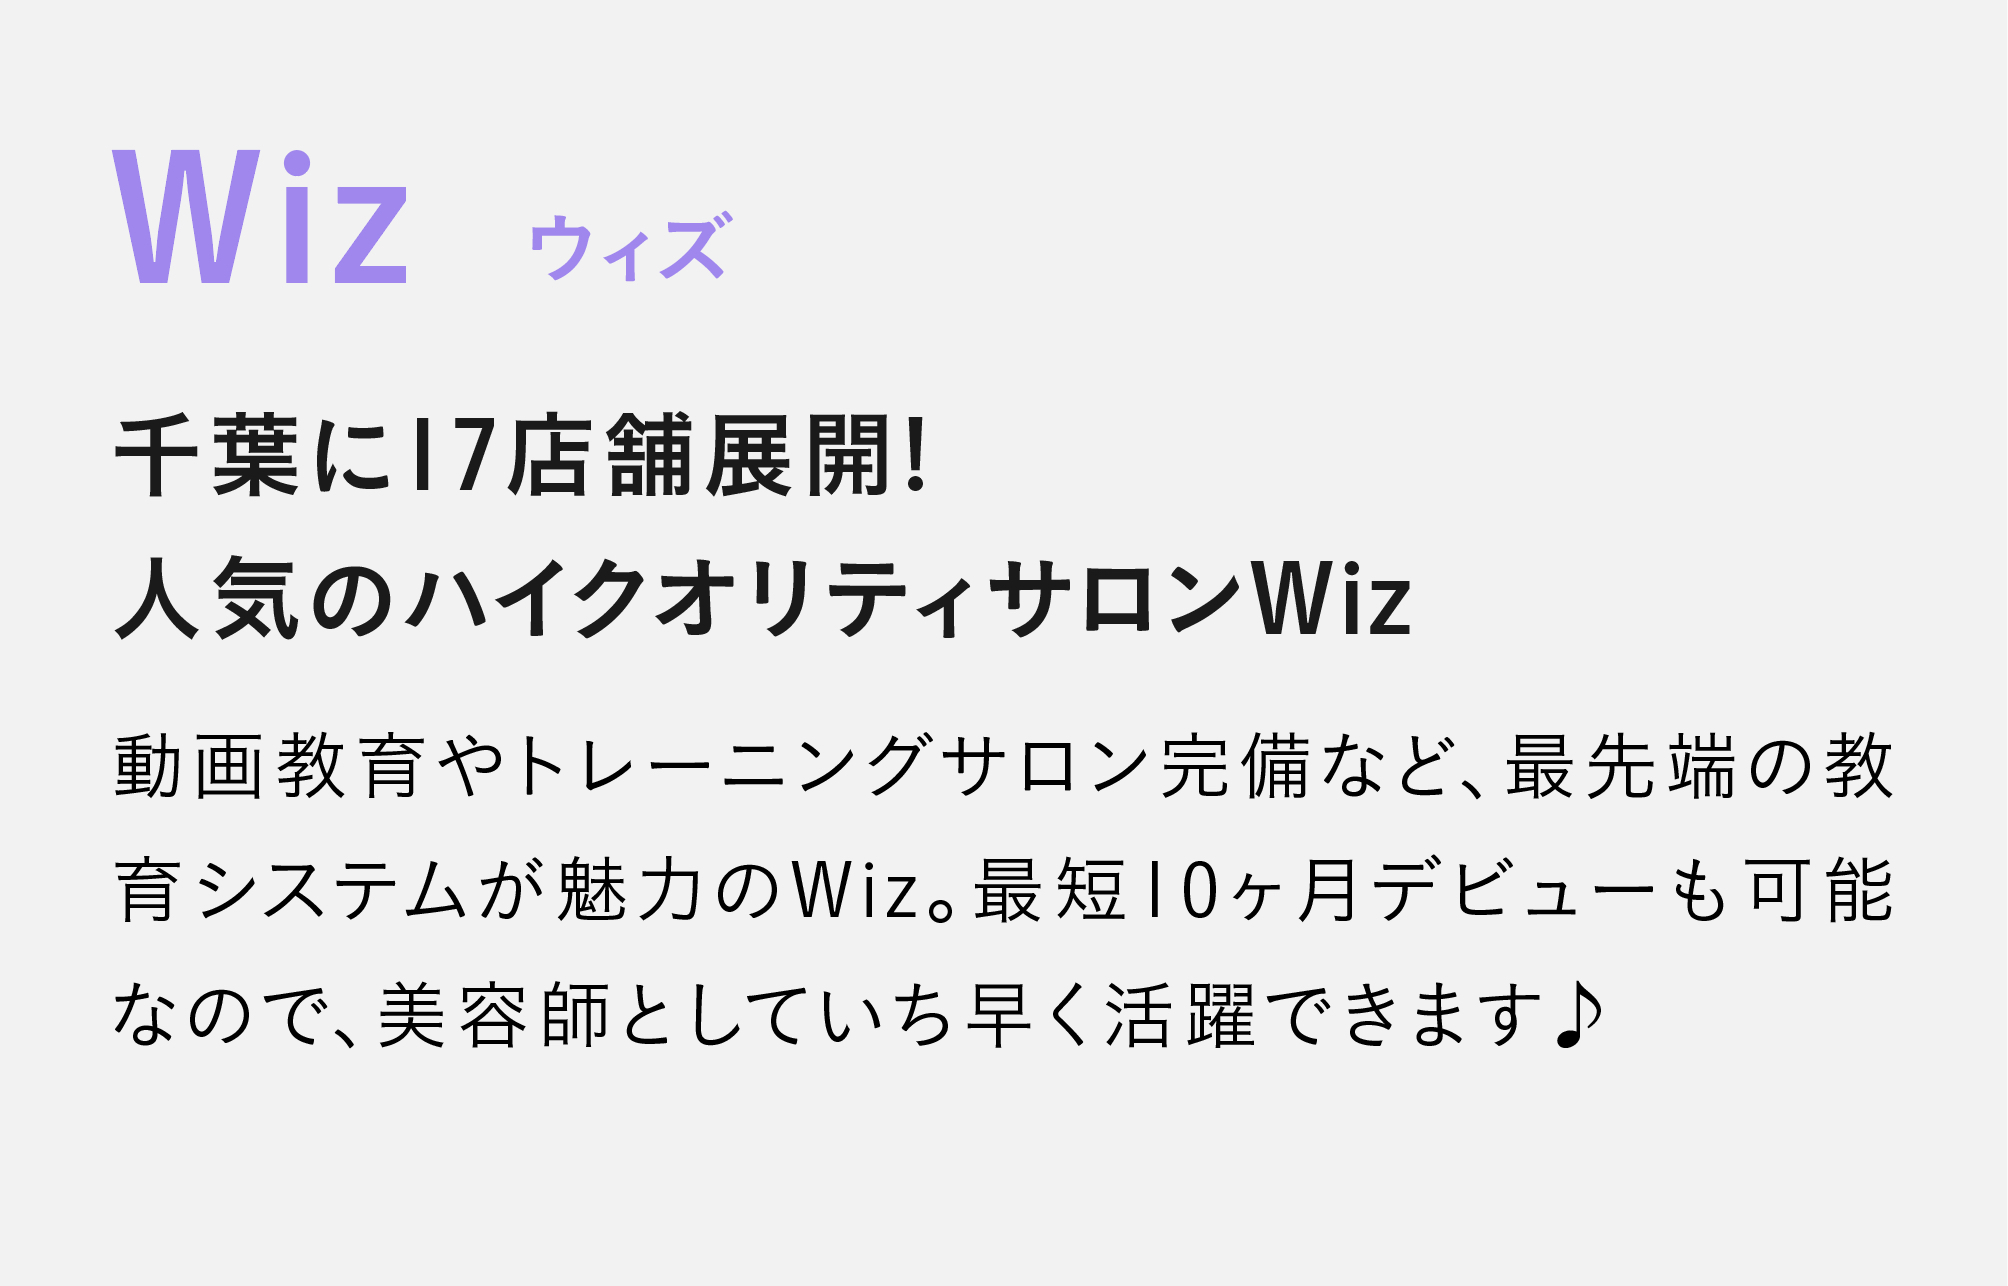 Wiz ウィズ
千葉に17店舗展開！
人気のハイクオリティサロンWiz
動画教育やトレーニングサロン完備など、最先端の教
育システムが魅力のWiz。最短10ヶ月デビューも可能
なので、美容師としていち早く活躍できます♪